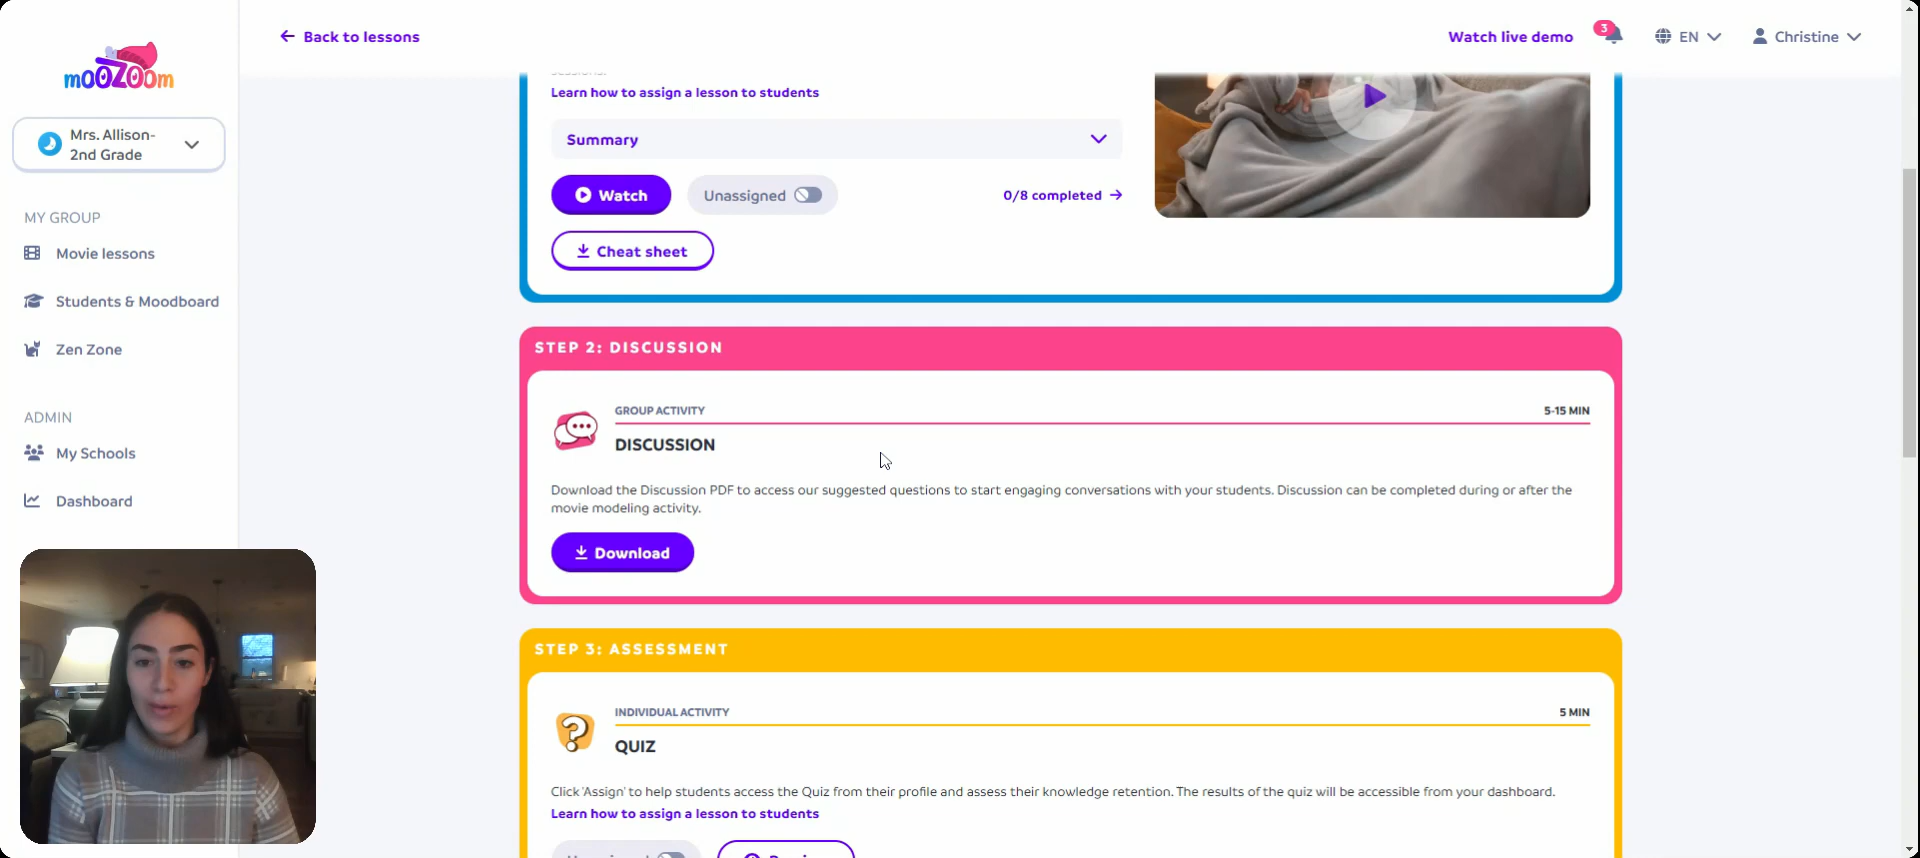 Back to lessons
Watch live demo
3
EN
Christine
mooZoom
Mrs. Allison-
2nd Grade
MY GROUP
Movie lessons
Students & Moodboard
Zen Zone
ADMIN
My Schools
Dashboard
Learn how to assign a lesson to students
Summary
Watch
Unassigned
0/8 completed
Cheat sheet
STEP 2: DISCUSSION
GROUP ACTIVITY
5-15 MIN
DISCUSSION
Download the Discussion PDF to access our suggested questions to start engaging conversations with your students. Discussion can be completed during or after the
movie modeling activity.
Download
STEP 3: ASSESSMENT
INDIVIDUAL ACTIVITY
5 MIN
QUIZ
Click 'Assign' to help students access the Quiz from their profile and assess their knowledge retention. The results of the quiz will be accessible from your dashboard.
Learn how to assign a lesson to students